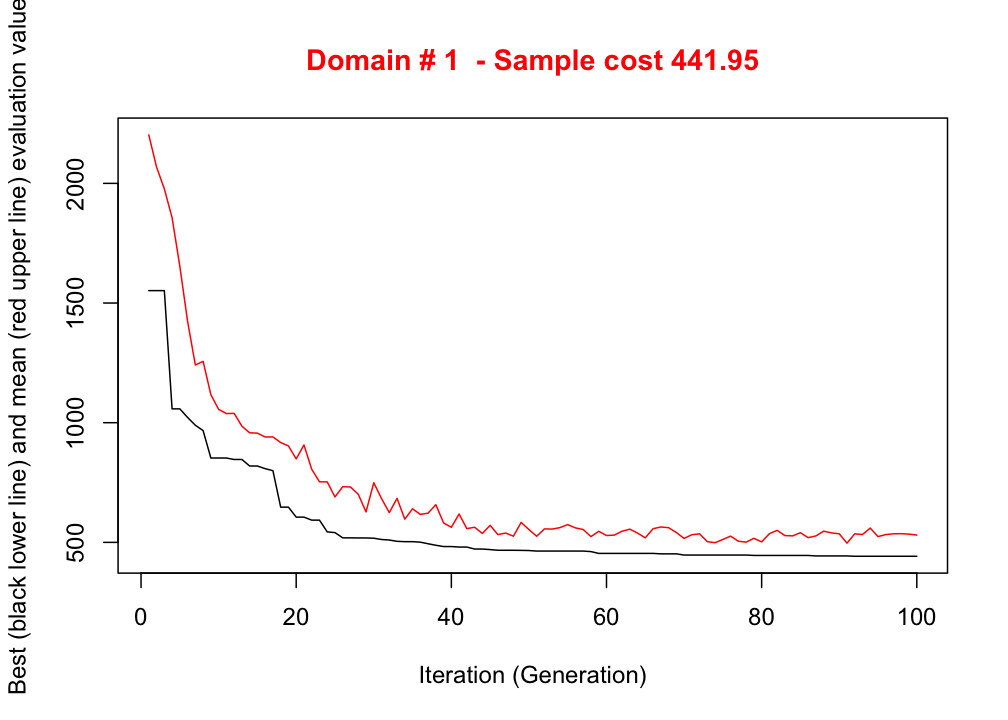 Domain # 1 - Sample cost 441.95
Best (black lower line) and mean (red upper line) evaluation value
2000
1500
1000
500
0 20 40 60 80 100
Iteration (Generation)